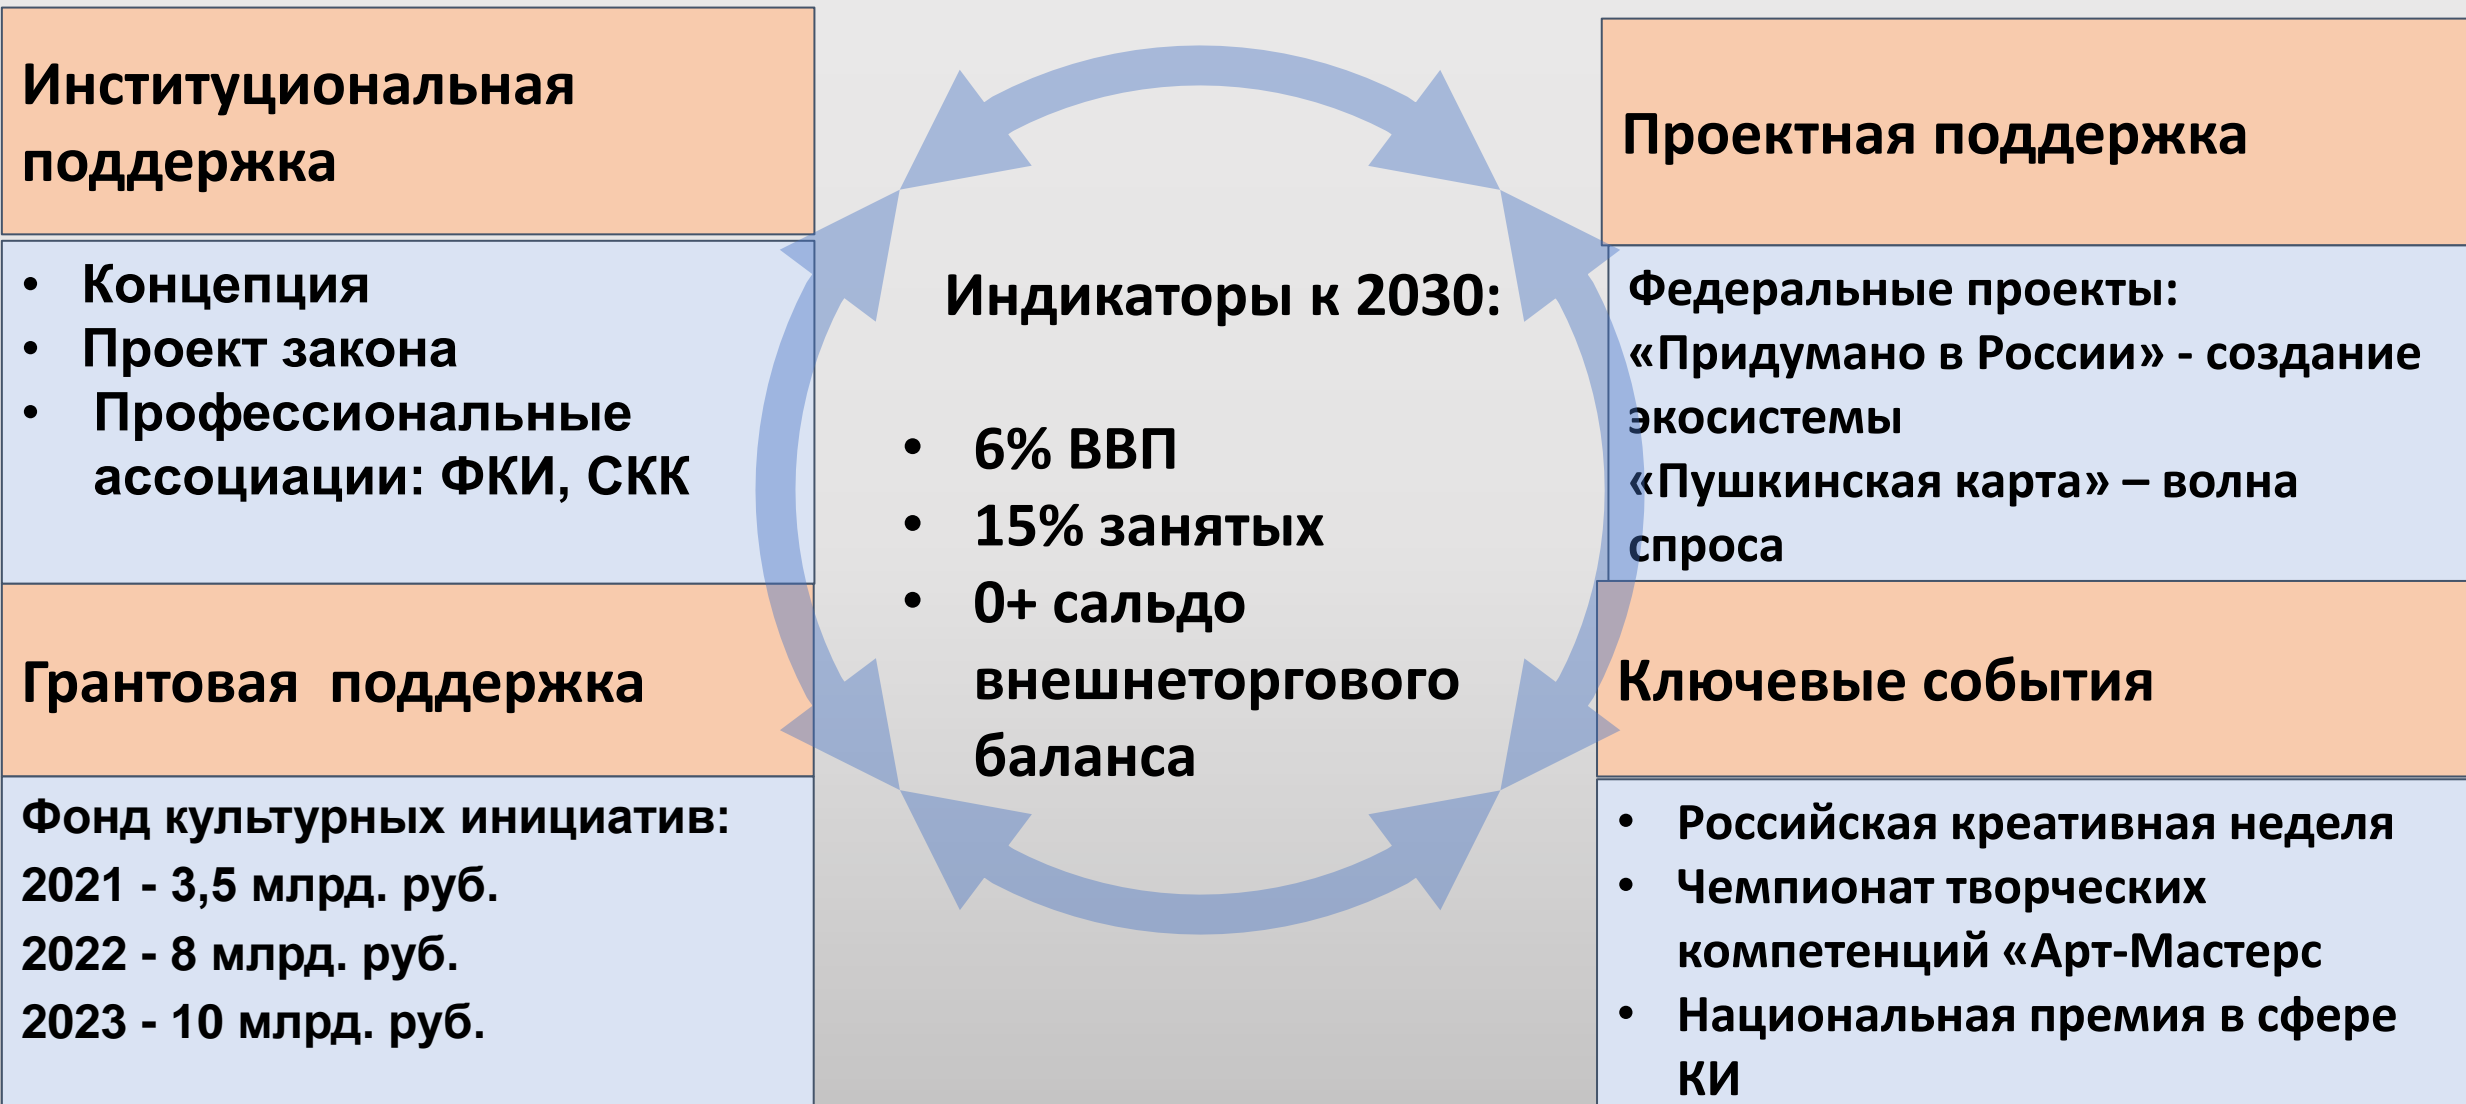 Институциональная
поддержка
• Концепция
• Проект закона
• Профессиональные
ассоциации: ФКИ, СКК
Грантовая поддержка
Фонд культурных инициатив:
2021 - 3,5 млрд. руб.
2022 - 8 млрд. руб.
2023 - 10 млрд. руб.
Индикаторы к 2030:
• 6% ВВП
• 15% занятых
• 0+ сальдо
внешнеторгового
баланса
Проектная поддержка
Федеральные проекты:
«Придумано в России» - создание
экосистемы
«Пушкинская карта» – волна
спроса
Ключевые события
• Российская креативная неделя
• Чемпионат творческих
компетенций «Арт-Мастерс
• Национальная премия в сфере
КИ